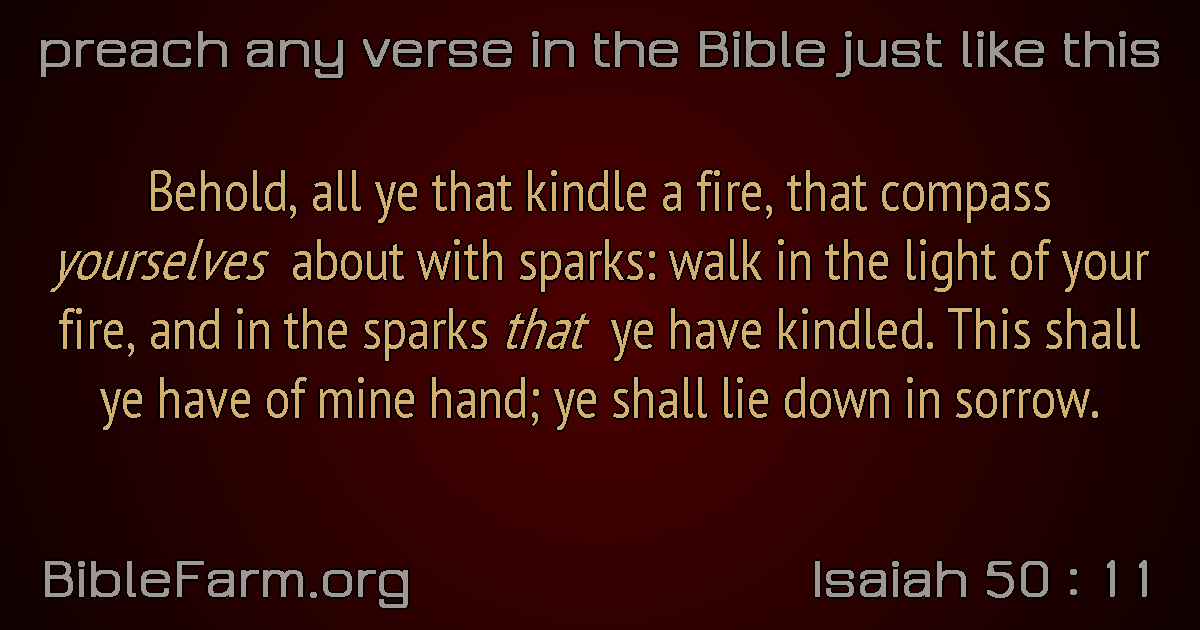 preach any verse in the Bible just like this
Behold, all ye that kindle a fire, that compass
yourselves about with sparks: walk in the light of your
fire, and in the sparks that ye have kindled. This shall
ye have of mine hand; ye shall lie down in sorrow.
BibleFarm.org
Isaiah 50 : 11